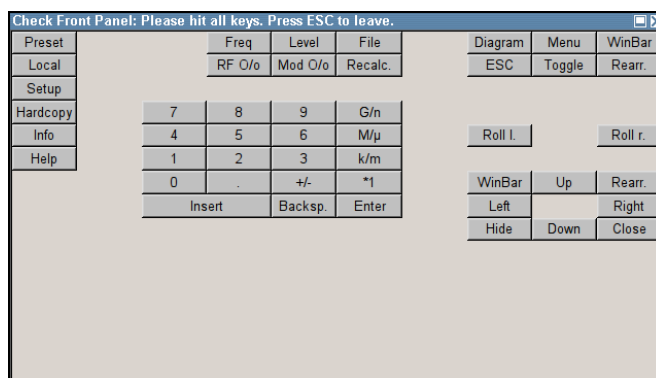 Check Front Panel: Please hit all keys. Press ESC to leave.
Preset Freq Level File Diagram Menu WinBar
Local RF O/o Mod O/o Recalc. ESC Toggle Rearr.
Setup
Hardcopy 7 8 9 G/n
Info 4 5 6 M/µ Roll l. Roll r.
Help 1 2 3 k/m
0 . +/- *1 WinBar Up Rearr.
Insert Backsp. Enter Left Right
Hide Down Close